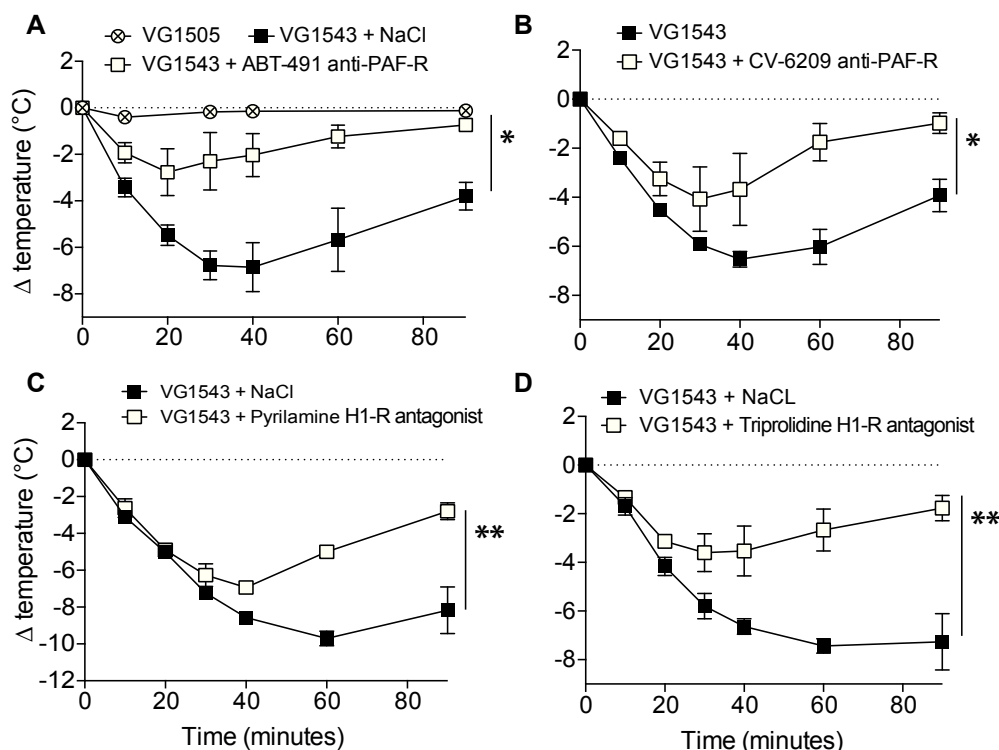 A
VG1505
VG1543 + NaCl
VG1543 + ABT-491 anti-PAF-R
2
0
-2
-4
-6
-8
Δ temperature (°C)
*
0 20 40 60 80
B
VG1543
VG1543 + CV-6209 anti-PAF-R
2
0
-2
-4
-6
-8
*
0 20 40 60 80
C
VG1543 + NaCl
VG1543 + Pyrilamine H1-R antagonist
2
0
-2
-4
-6
-8
-10
-12
Δ temperature (°C)
**
0 20 40 60 80
Time (minutes)
D
VG1543 + NaCL
VG1543 + Triprolidine H1-R antagonist
2
0
-2
-4
-6
-8
**
0 20 40 60 80
Time (minutes)